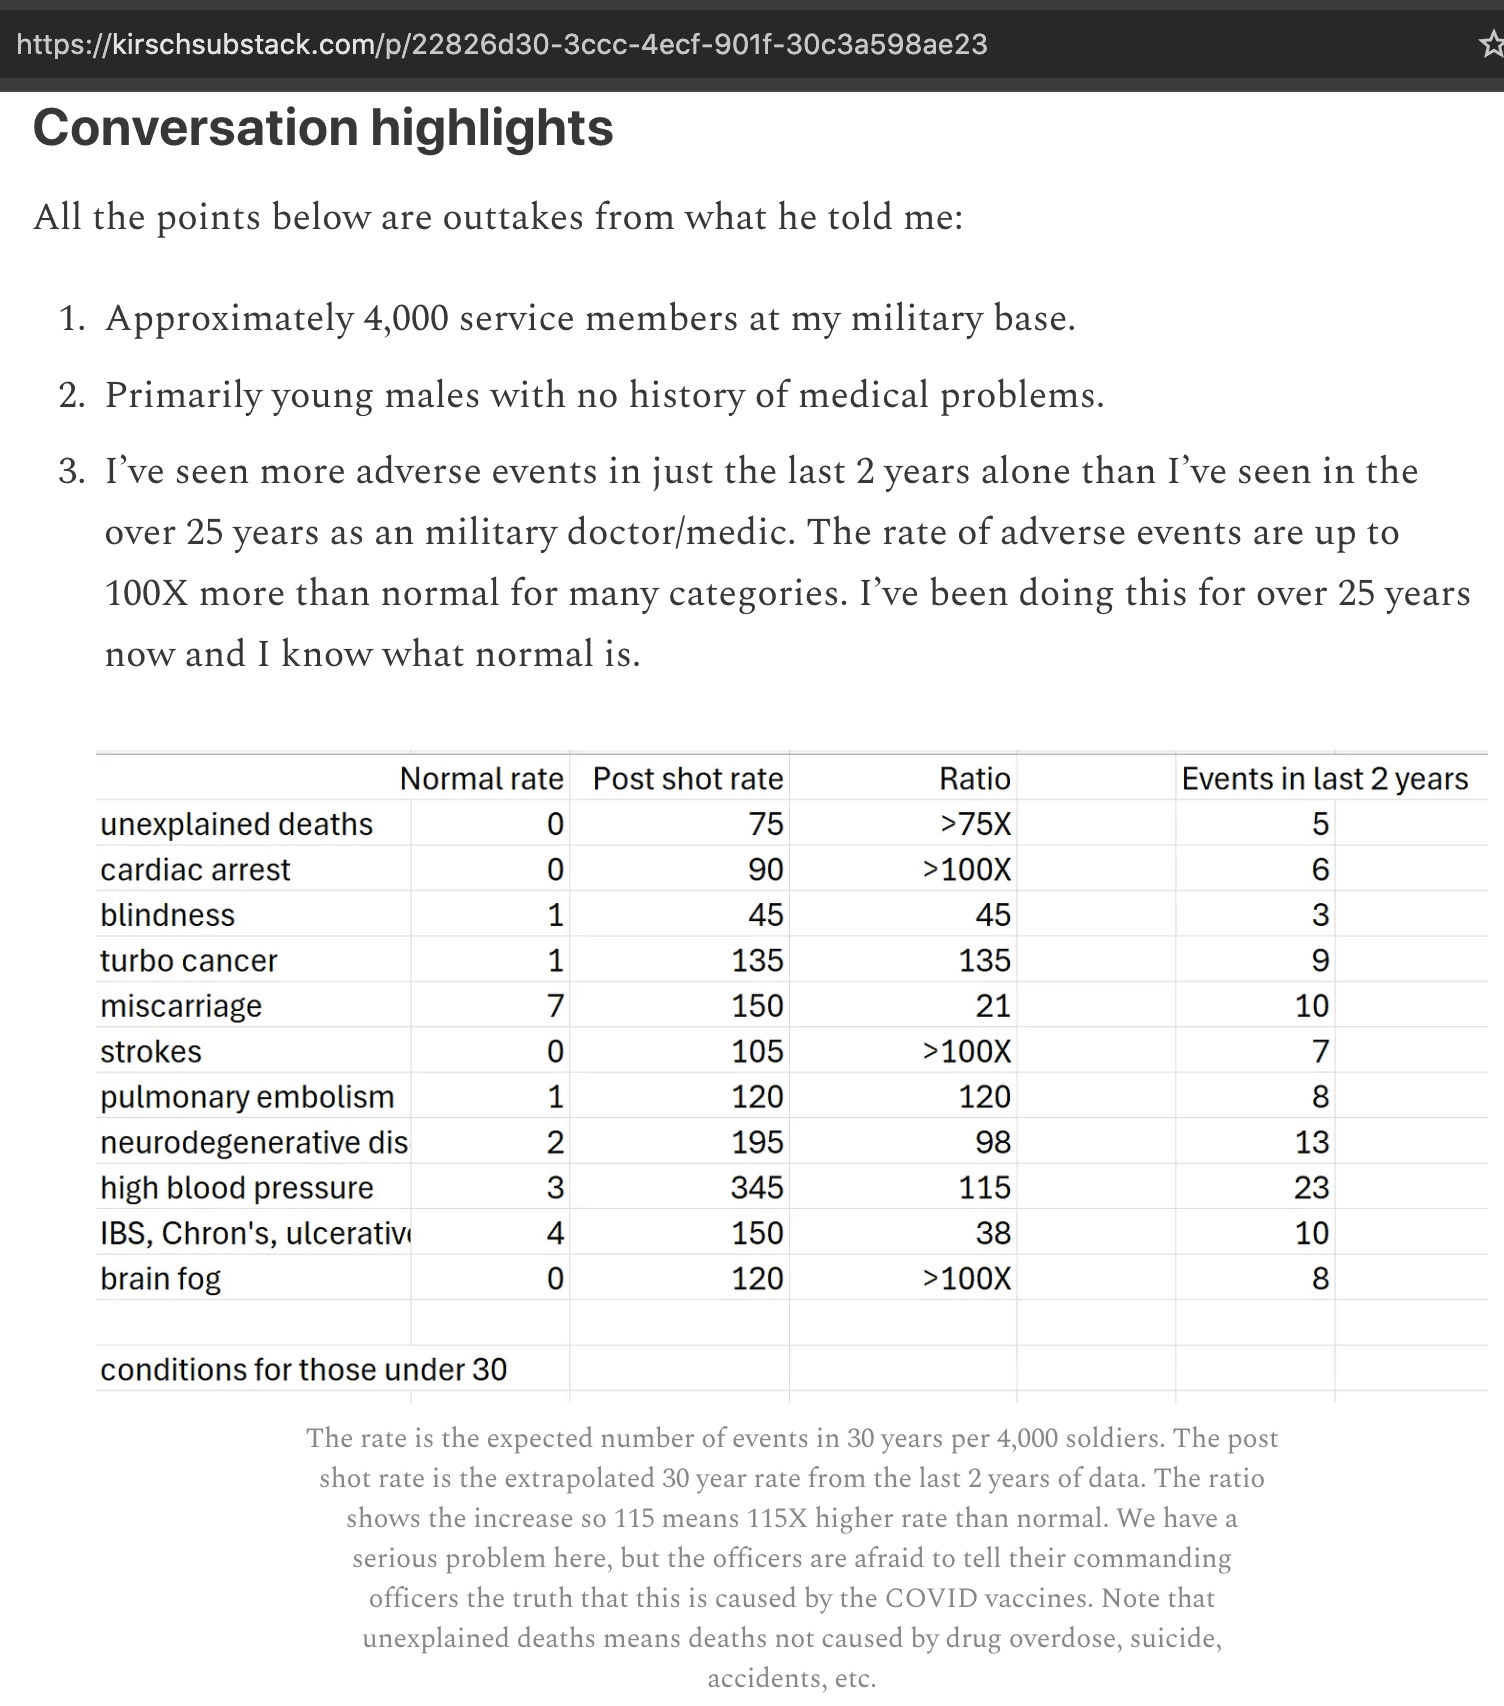 https://kirschsubstack.com/p/22826d30-3ccc-4ecf-901f-30c3a598ae23
Conversation highlights
All the points below are outtakes from what he told me:
1. Approximately 4,000 service members at my military base.
2. Primarily young males with no history of medical problems.
3. I’ve seen more adverse events in just the last 2 years alone than I’ve seen in the
over 25 years as an military doctor/medic. The rate of adverse events are up to
100X more than normal for many categories. I’ve been doing this for over 25 years
now and I know what normal is.
Normal rate Post shot rate Ratio Events in last 2 years
unexplained deaths 0 75 >75X 5
cardiac arrest 0 90 >100X 6
blindness 1 45 45 3
turbo cancer 1 135 135 9
miscarriage 7 150 21 10
strokes 0 105 >100X 7
pulmonary embolism 1 120 120 8
neurodegenerative dis 2 195 98 13
high blood pressure 3 345 115 23
IBS, Chron's, ulcerative 4 150 38 10
brain fog 0 120 >100X 8
conditions for those under 30
The rate is the expected number of events in 30 years per 4,000 soldiers. The post
shot rate is the extrapolated 30 year rate from the last 2 years of data. The ratio
shows the increase so 115 means 115X higher rate than normal. We have a
serious problem here, but the officers are afraid to tell their commanding
officers the truth that this is caused by the COVID vaccines. Note that
unexplained deaths means deaths not caused by drug overdose, suicide,
accidents, etc.